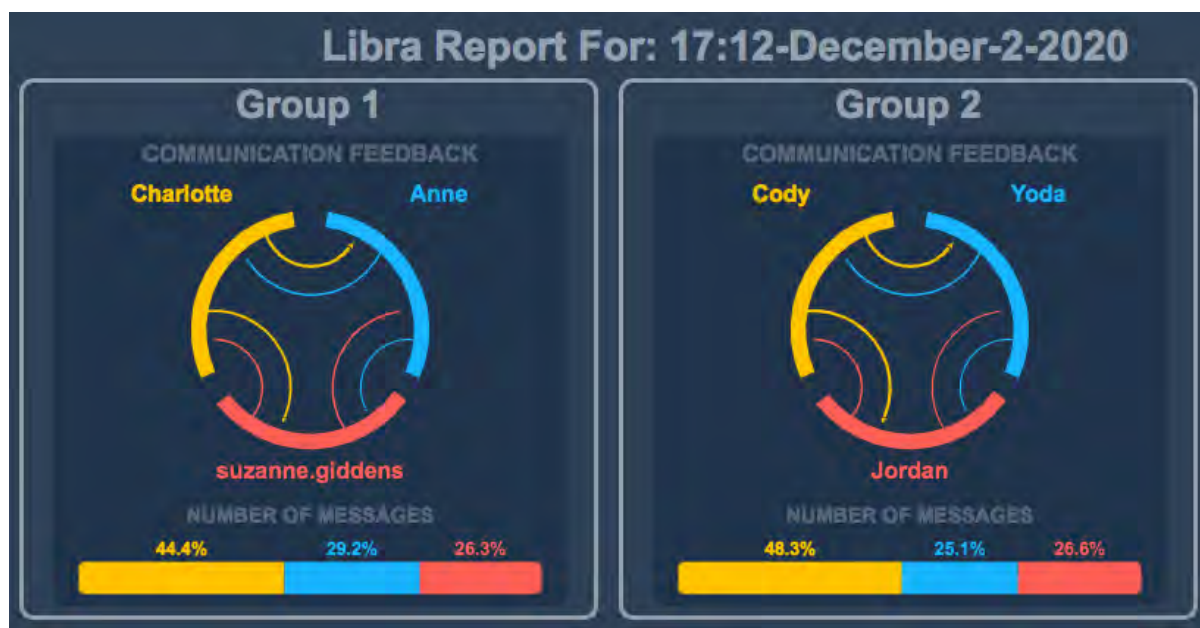 Libra Report For: 17:12-December-2-2020
Group 1
COMMUNICATION FEEDBACK
Charlotte Anne
suzanne.giddens
NUMBER OF MESSAGES
44.4% 29.2% 26.3%
Group 2
COMMUNICATION FEEDBACK
Cody Yoda
Jordan
NUMBER OF MESSAGES
48.3% 25.1% 26.6%